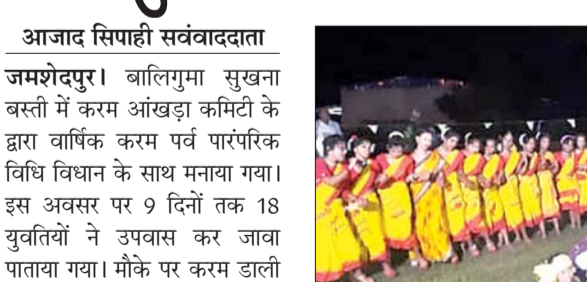 आजाद सिपाही सवंवाददाता
जमशेदपुर। बालिगुमा सुखना
बस्ती में करम आंखड़ा कमिटी के
द्वारा वार्षिक करम पर्व पारंपरिक
विधि विधान के साथ मनाया गया।
इस अवसर पर 9 दिनों तक 18
युवतियों ने उपवास कर जावा
पाताया गया। मौके पर करम डाली